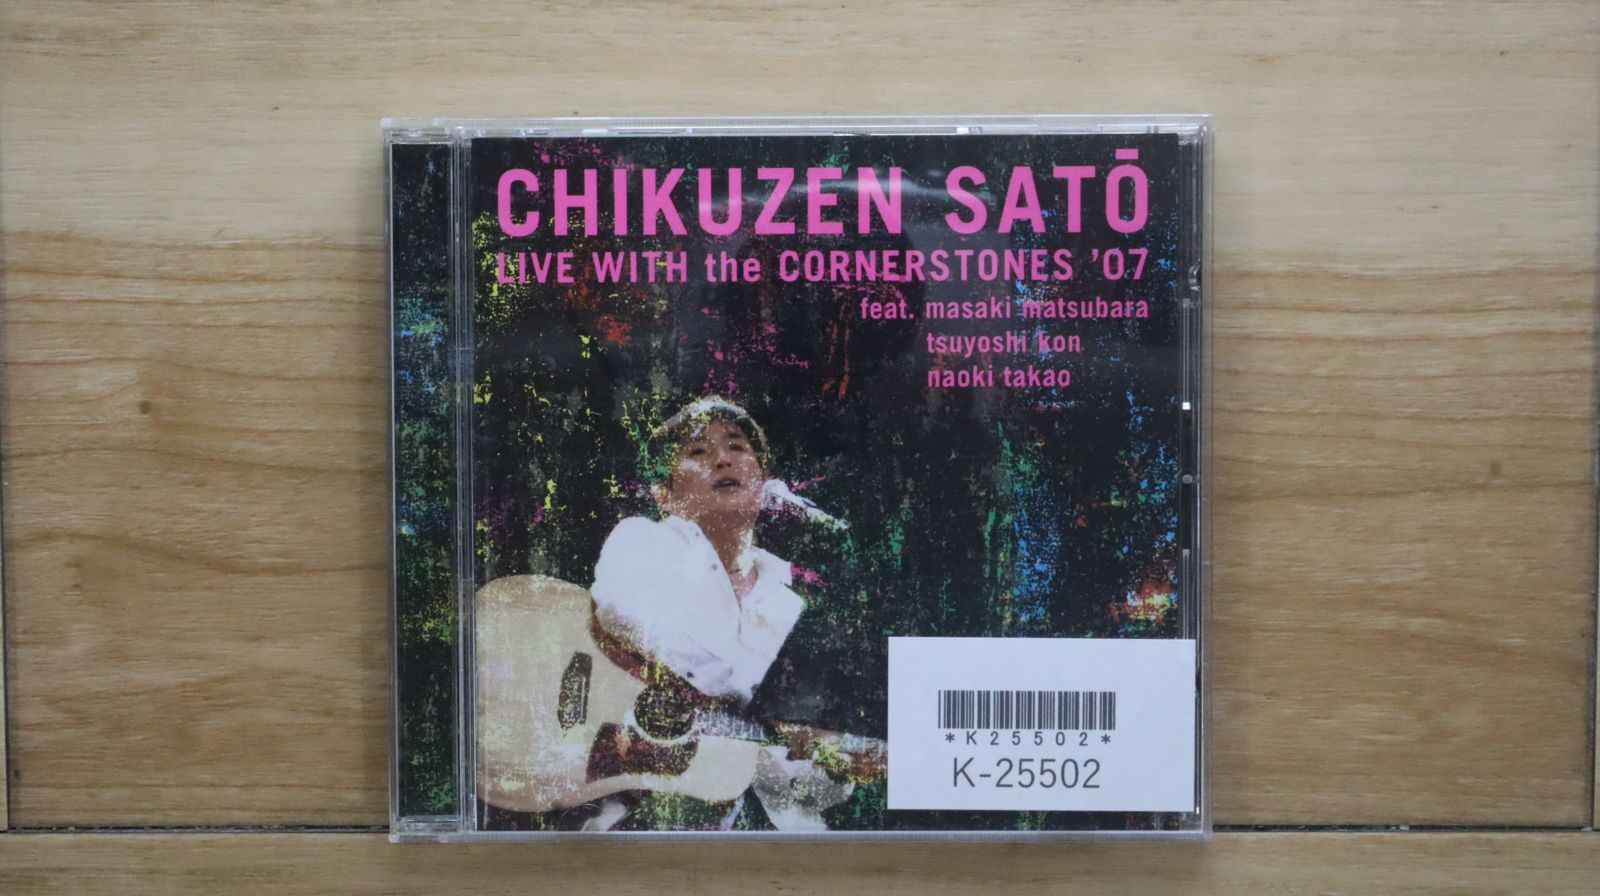 CHIKUZEN SATŌ
LIVE WITH the CORNERSTONES '07
feat. masaki matsubara
tsuyoshi kon
naoki takao
*K25502*
K-25502